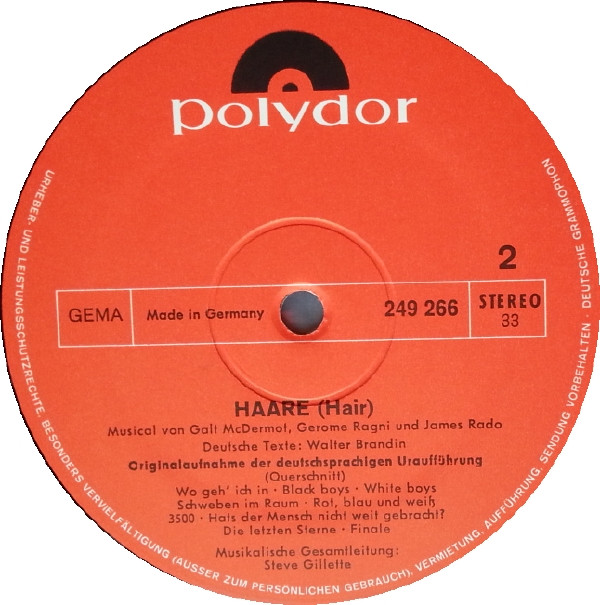 polydor
2
GEMA
Made in Germany
249 266
STEREO
33
HAARE (Hair)
Musical von Galt McDermot, Gerome Ragni und James Rado
Deutsche Texte: Walter Brandin
Originalaufnahme der deutschsprachigen Uraufführung
(Querschnitt)
Wo geh' ich in · Black boys · White boys
Schweben im Raum · Rot, blau und weiß
3500 · Hats der Mensch nicht weit gebracht?
Die letzten Sterne · Finale
Musikalische Gesamtleitung:
Steve Gillette
URHEBER- UND LEISTUNGSSCHUTZRECHTE, BESONDERS VERVIELFÄLTIGUNG (AUSSER ZUM PERSÖNLICHEN GEBRAUCH), VERMIETUNG, AUFFÜHRUNG, SENDUNG VORBEHALTEN · DEUTSCHE GRAMMOPHON